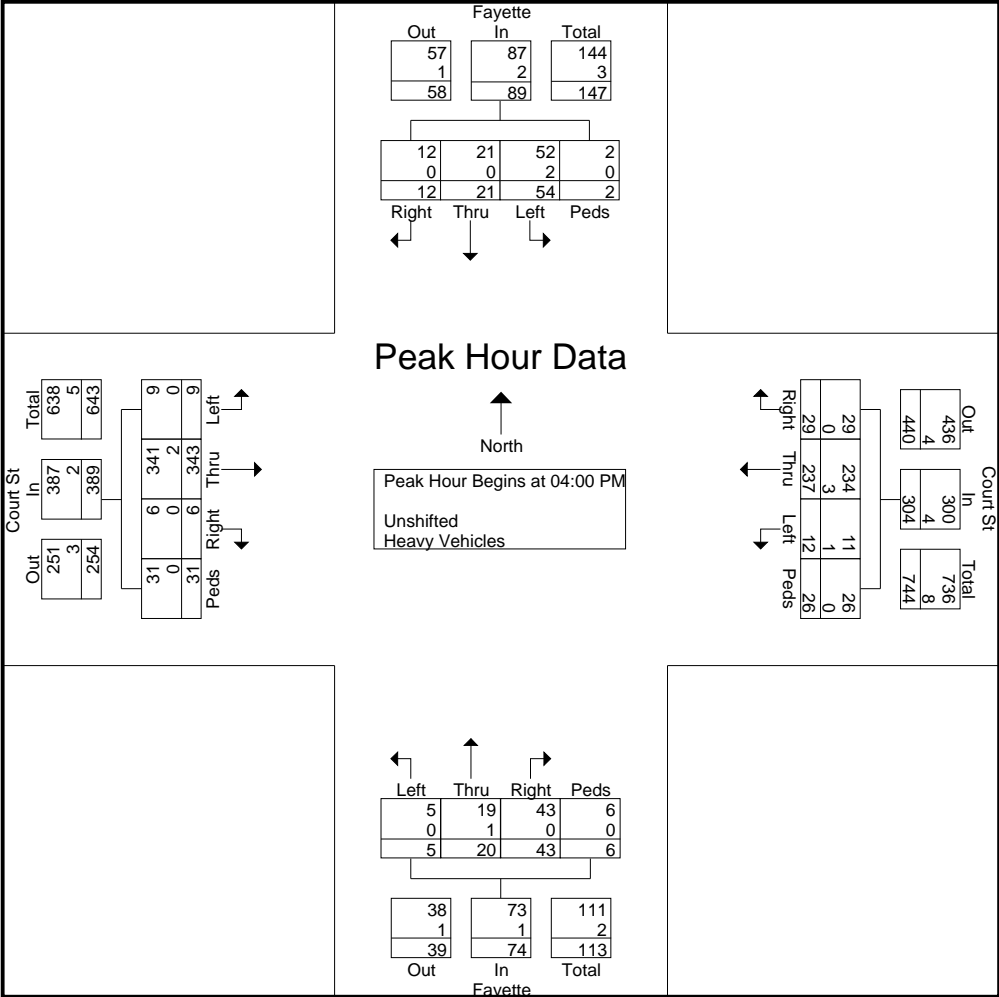 Fayette
Out In Total
57 87 144
1 2 3
58 89 147
12 21 52 2
0 0 2 0
12 21 54 2
Right Thru Left Peds
Peak Hour Data
North
Peak Hour Begins at 04:00 PM
Unshifted
Heavy Vehicles
Court St
Total In Out
638 387 251
5 2 3
643 389 254
9 341 6 31
0 2 0 0
9 343 6 31
Left Thru Right Peds
Court St
Out In Total
436 300 736
4 4 8
440 304 744
29 234 11 26
0 3 1 0
29 237 12 26
Right Thru Left Peds
Left Thru Right Peds
5 19 43 6
0 1 0 0
5 20 43 6
38 73 111
1 1 2
39 74 113
Out In Total
Fayette